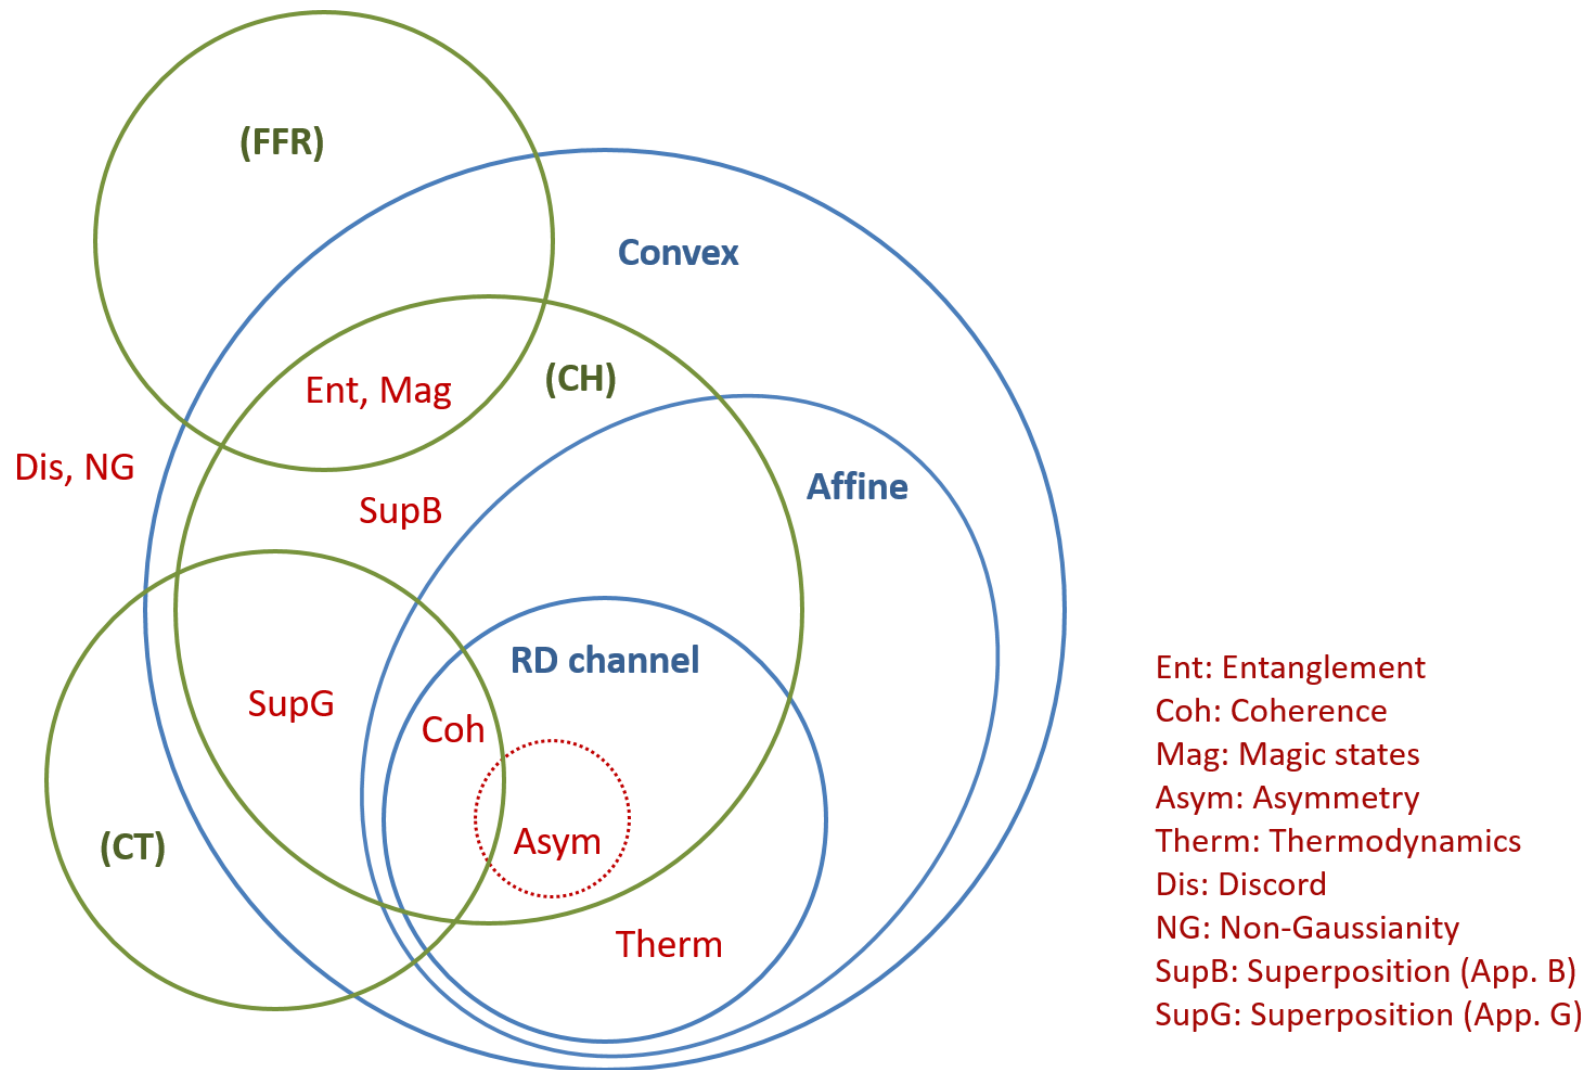 (FFR)
Convex
Ent, Mag
(CH)
Dis, NG
SupB
Affine
RD channel
SupG
Coh
(CT)
Asym
Therm
Ent: Entanglement
Coh: Coherence
Mag: Magic states
Asym: Asymmetry
Therm: Thermodynamics
Dis: Discord
NG: Non-Gaussianity
SupB: Superposition (App. B)
SupG: Superposition (App. G)